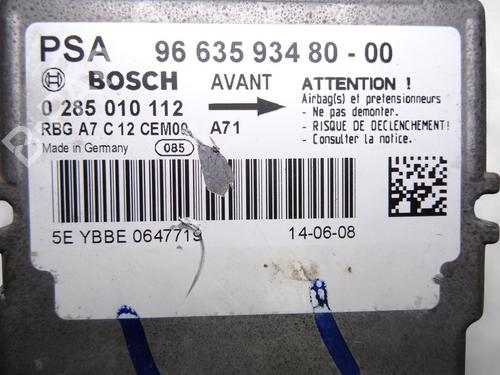 PSA 96 635 934 80 - 00
BOSCH AVANT
0 285 010 112
RBG A7 C 12 CEM00 A71
Made in Germany 085
ATTENTION !
Airbag(s) et pretensionneurs
- Ne pas demonter.
- RISQUE DE DECLENCHEMENT!
- Consulter la notice.
5E YBBE 0647719
14-06-08